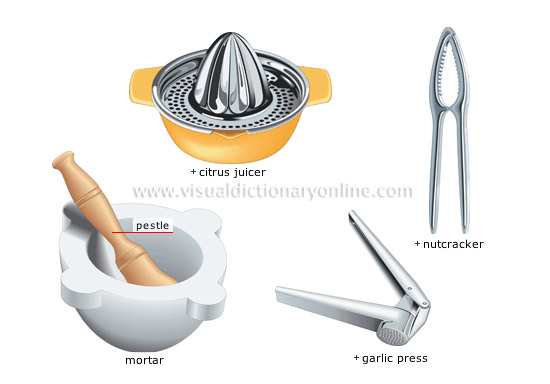 + citrus juicer
www.visualdictionaryonline.com
pestle
+ nutcracker
mortar
+ garlic press